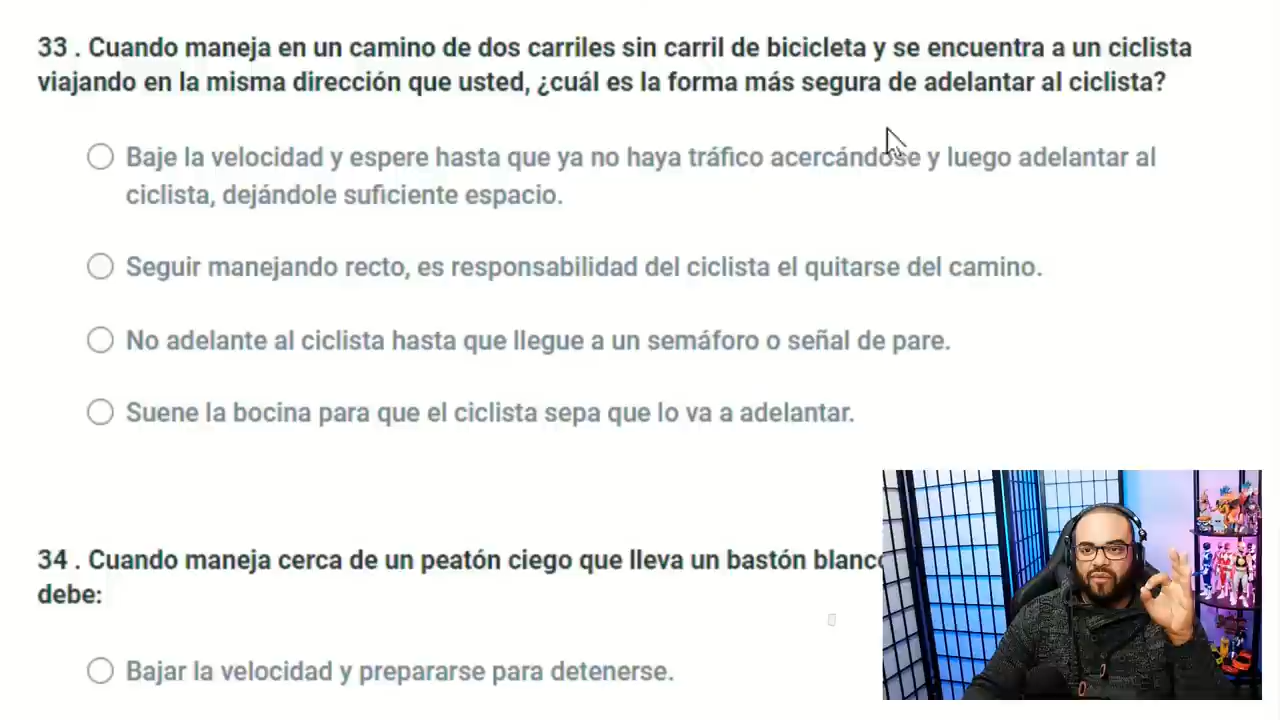 33 . Cuando maneja en un camino de dos carriles sin carril de bicicleta y se encuentra a un ciclista
viajando en la misma dirección que usted, ¿cuál es la forma más segura de adelantar al ciclista?
Baje la velocidad y espere hasta que ya no haya tráfico acercándose y luego adelantar al
ciclista, dejándole suficiente espacio.
Seguir manejando recto, es responsabilidad del ciclista el quitarse del camino.
No adelante al ciclista hasta que llegue a un semáforo o señal de pare.
Suene la bocina para que el ciclista sepa que lo va a adelantar.
34 . Cuando maneja cerca de un peatón ciego que lleva un bastón blanco
debe:
Bajar la velocidad y prepararse para detenerse.